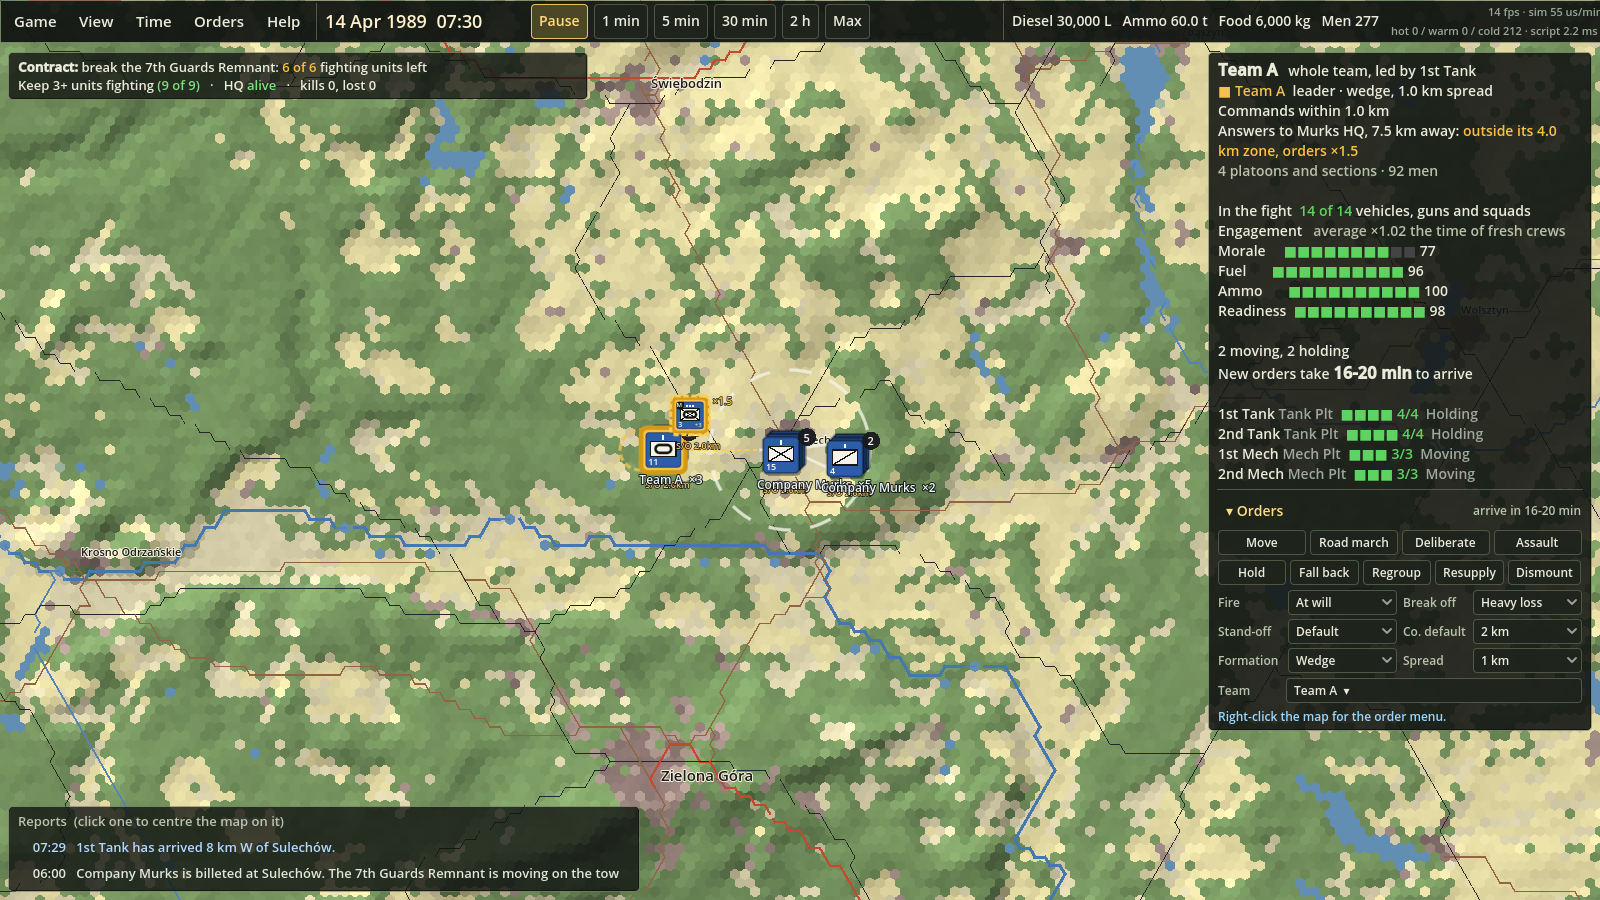 Game View Time Orders Help 14 Apr 1989 07:30 Pause 1 min 5 min 30 min 2 h Max Diesel 30,000 L Ammo 60.0 t Food 6,000 kg Men 277
14 fps · sim 55 us/min
hot 0 / warm 0 / cold 212 · script 2.2 ms
Contract: break the 7th Guards Remnant: 6 of 6 fighting units left
Keep 3+ units fighting (9 of 9) · HQ alive · kills 0, lost 0
Świebodzin
Team A whole team, led by 1st Tank
Team A leader · wedge, 1.0 km spread
Commands within 1.0 km
Answers to Murks HQ, 7.5 km away: outside its 4.0
km zone, orders ×1.5
4 platoons and sections · 92 men
In the fight 14 of 14 vehicles, guns and squads
Engagement average ×1.02 the time of fresh crews
Morale 77
Fuel 96
Ammo 100
Readiness 98
Wolsztyn
2 moving, 2 holding
New orders take 16-20 min to arrive
1st Tank Tank Plt 4/4 Holding
2nd Tank Tank Plt 4/4 Holding
1st Mech Mech Plt 3/3 Moving
2nd Mech Mech Plt 3/3 Moving
▾ Orders arrive in 16-20 min
Move Road march Deliberate Assault
Hold Fall back Regroup Resupply Dismount
Fire At will Break off Heavy loss
Stand-off Default Co. default 2 km
Formation Wedge Spread 1 km
Team Team A ▾
Right-click the map for the order menu.
×1.5
M
3 +1
S/O 2.0km
11
Team A ×3
5
15
Company
2
4
Company Murks ×2
Krosno Odrzańskie
Zielona Góra
Reports (click one to centre the map on it)
07:29 1st Tank has arrived 8 km W of Sulechów.
06:00 Company Murks is billeted at Sulechów. The 7th Guards Remnant is moving on the tow